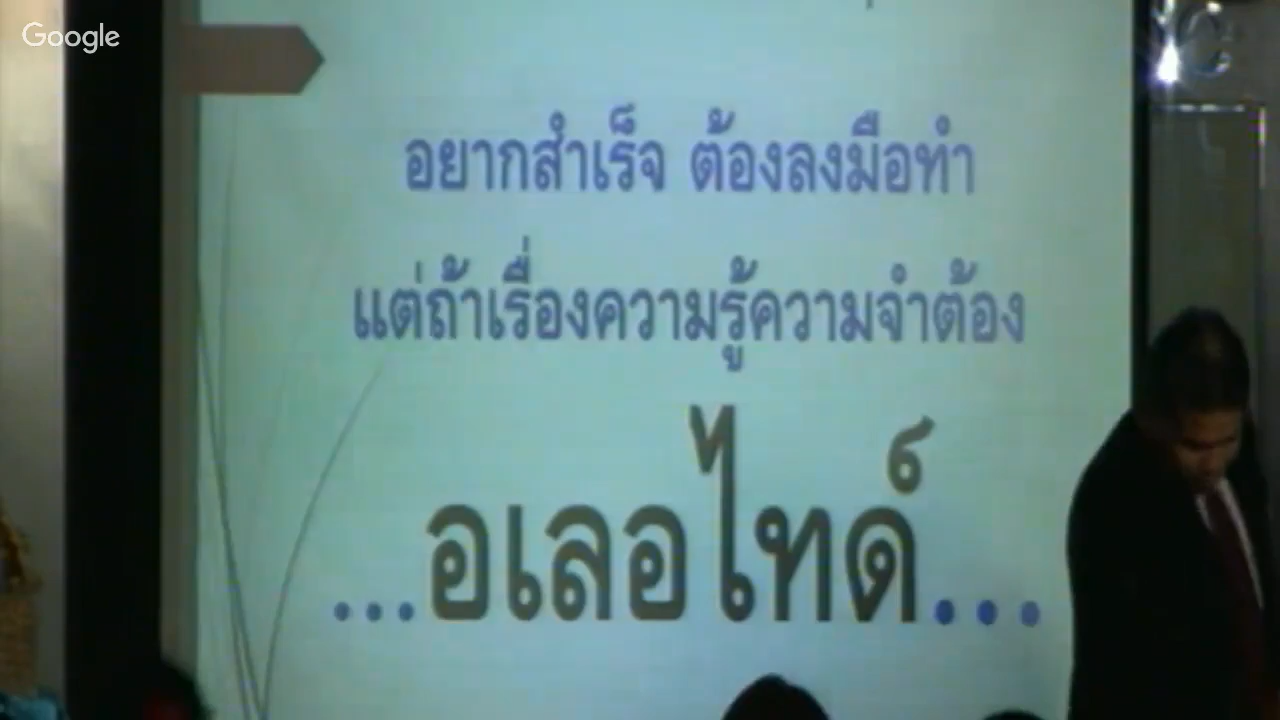 Google
อยากสำเร็จ ต้องลงมือทำ
แต่ถ้าเรื่องความรู้ความจำต้อง
...อเลอไทด์...